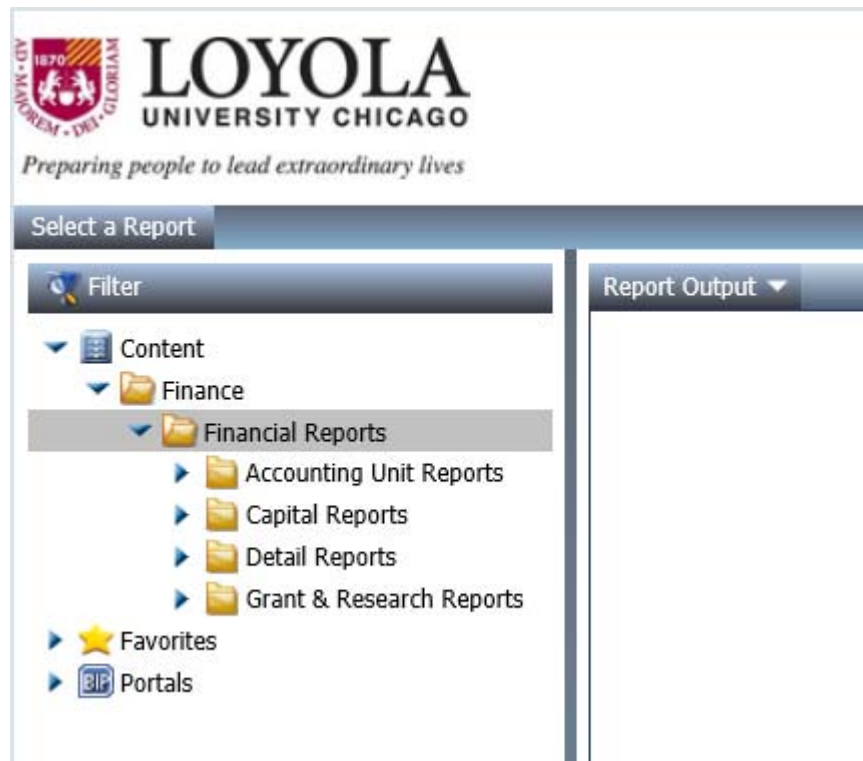 1870
AD • MAJOREM • DEI • GLORIAM
LOYOLA
UNIVERSITY CHICAGO
Preparing people to lead extraordinary lives
Select a Report
Filter
Report Output
Content
Finance
Financial Reports
Accounting Unit Reports
Capital Reports
Detail Reports
Grant & Research Reports
Favorites
BIP Portals